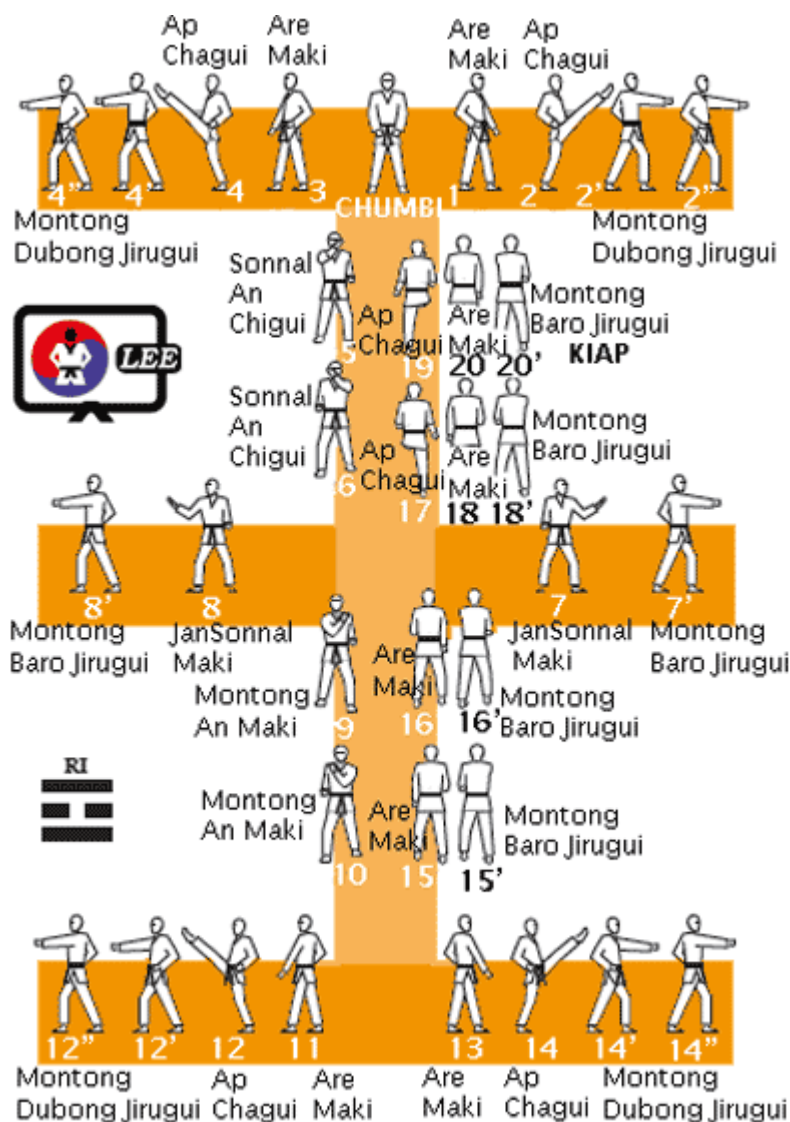 Ap Chagui
Are Maki
Are Maki
Ap Chagui
4” 4’ 4 3 1 2 2’ 2”
CHUMBI
Montong
Dubong Jirugui
Montong
Dubong Jirugui
Sonnal
An
Chigui
5
Ap
Chagui
19
Are
Maki
20 20’
Montong
Baro Jirugui
KIAP
LEE
Sonnal
An
Chigui
6
Ap
Chagui
17
Are
Maki
18 18’
Montong
Baro Jirugui
8’ 8 7 7’
Montong
Baro Jirugui
JanSonnal
Maki
JanSonnal
Maki
Montong
Baro Jirugui
Montong
An Maki
9
Are
Maki
16
16’
Montong
Baro Jirugui
RI
Montong
An Maki
10
Are
Maki
15
15’
Montong
Baro Jirugui
12” 12’ 12 11 13 14 14’ 14”
Montong
Dubong Jirugui
Ap
Chagui
Are
Maki
Are
Maki
Ap
Chagui
Montong
Dubong Jirugui